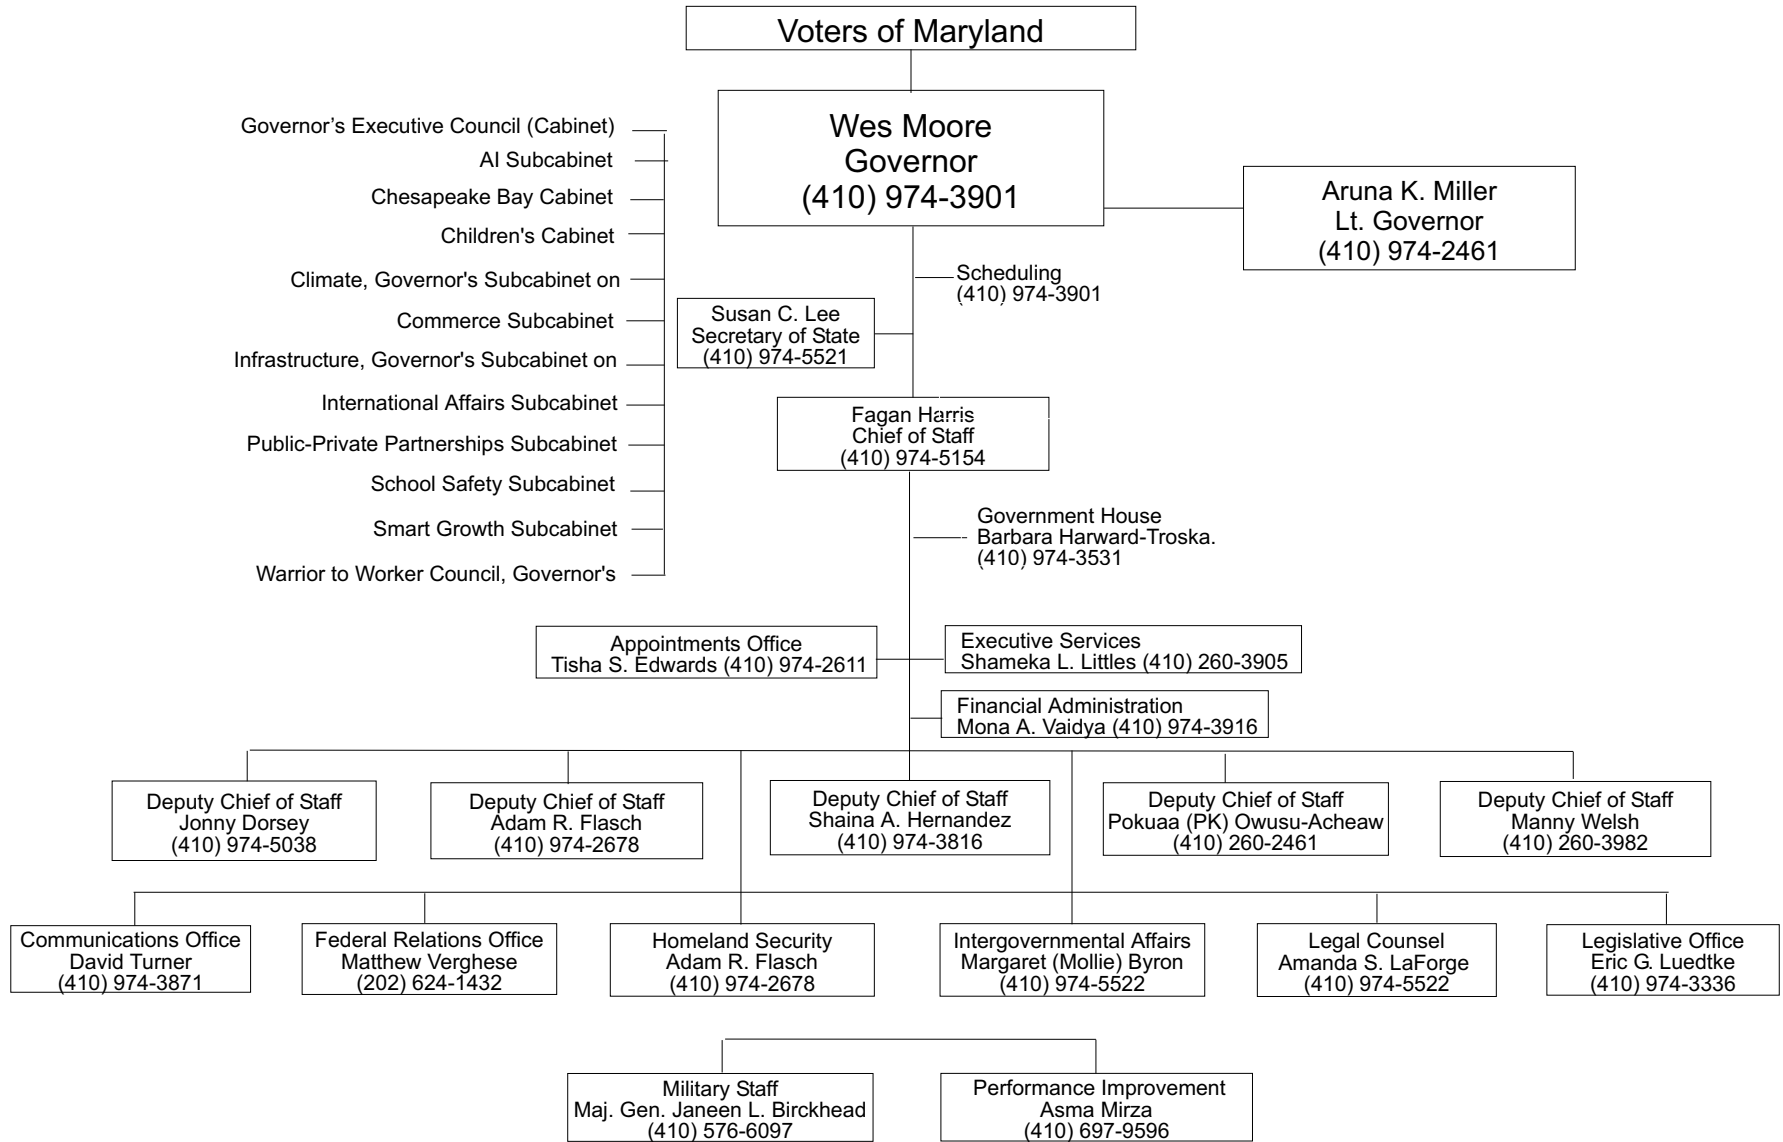 Voters of Maryland
Wes Moore
Governor
(410) 974-3901
Aruna K. Miller
Lt. Governor
(410) 974-2461
Governor’s Executive Council (Cabinet)
AI Subcabinet
Chesapeake Bay Cabinet
Children's Cabinet
Climate, Governor's Subcabinet on
Commerce Subcabinet
Infrastructure, Governor's Subcabinet on
International Affairs Subcabinet
Public-Private Partnerships Subcabinet
School Safety Subcabinet
Smart Growth Subcabinet
Warrior to Worker Council, Governor's
Scheduling
(410) 974-3901
Susan C. Lee
Secretary of State
(410) 974-5521
Fagan Harris
Chief of Staff
(410) 974-5154
Government House
Barbara Harward-Troska.
(410) 974-3531
Appointments Office
Tisha S. Edwards (410) 974-2611
Executive Services
Shameka L. Littles (410) 260-3905
Financial Administration
Mona A. Vaidya (410) 974-3916
Deputy Chief of Staff
Jonny Dorsey
(410) 974-5038
Deputy Chief of Staff
Adam R. Flasch
(410) 974-2678
Deputy Chief of Staff
Shaina A. Hernandez
(410) 974-3816
Deputy Chief of Staff
Pokuaa (PK) Owusu-Acheaw
(410) 260-2461
Deputy Chief of Staff
Manny Welsh
(410) 260-3982
Communications Office
David Turner
(410) 974-3871
Federal Relations Office
Matthew Verghese
(202) 624-1432
Homeland Security
Adam R. Flasch
(410) 974-2678
Intergovernmental Affairs
Margaret (Mollie) Byron
(410) 974-5522
Legal Counsel
Amanda S. LaForge
(410) 974-5522
Legislative Office
Eric G. Luedtke
(410) 974-3336
Military Staff
Maj. Gen. Janeen L. Birckhead
(410) 576-6097
Performance Improvement
Asma Mirza
(410) 697-9596